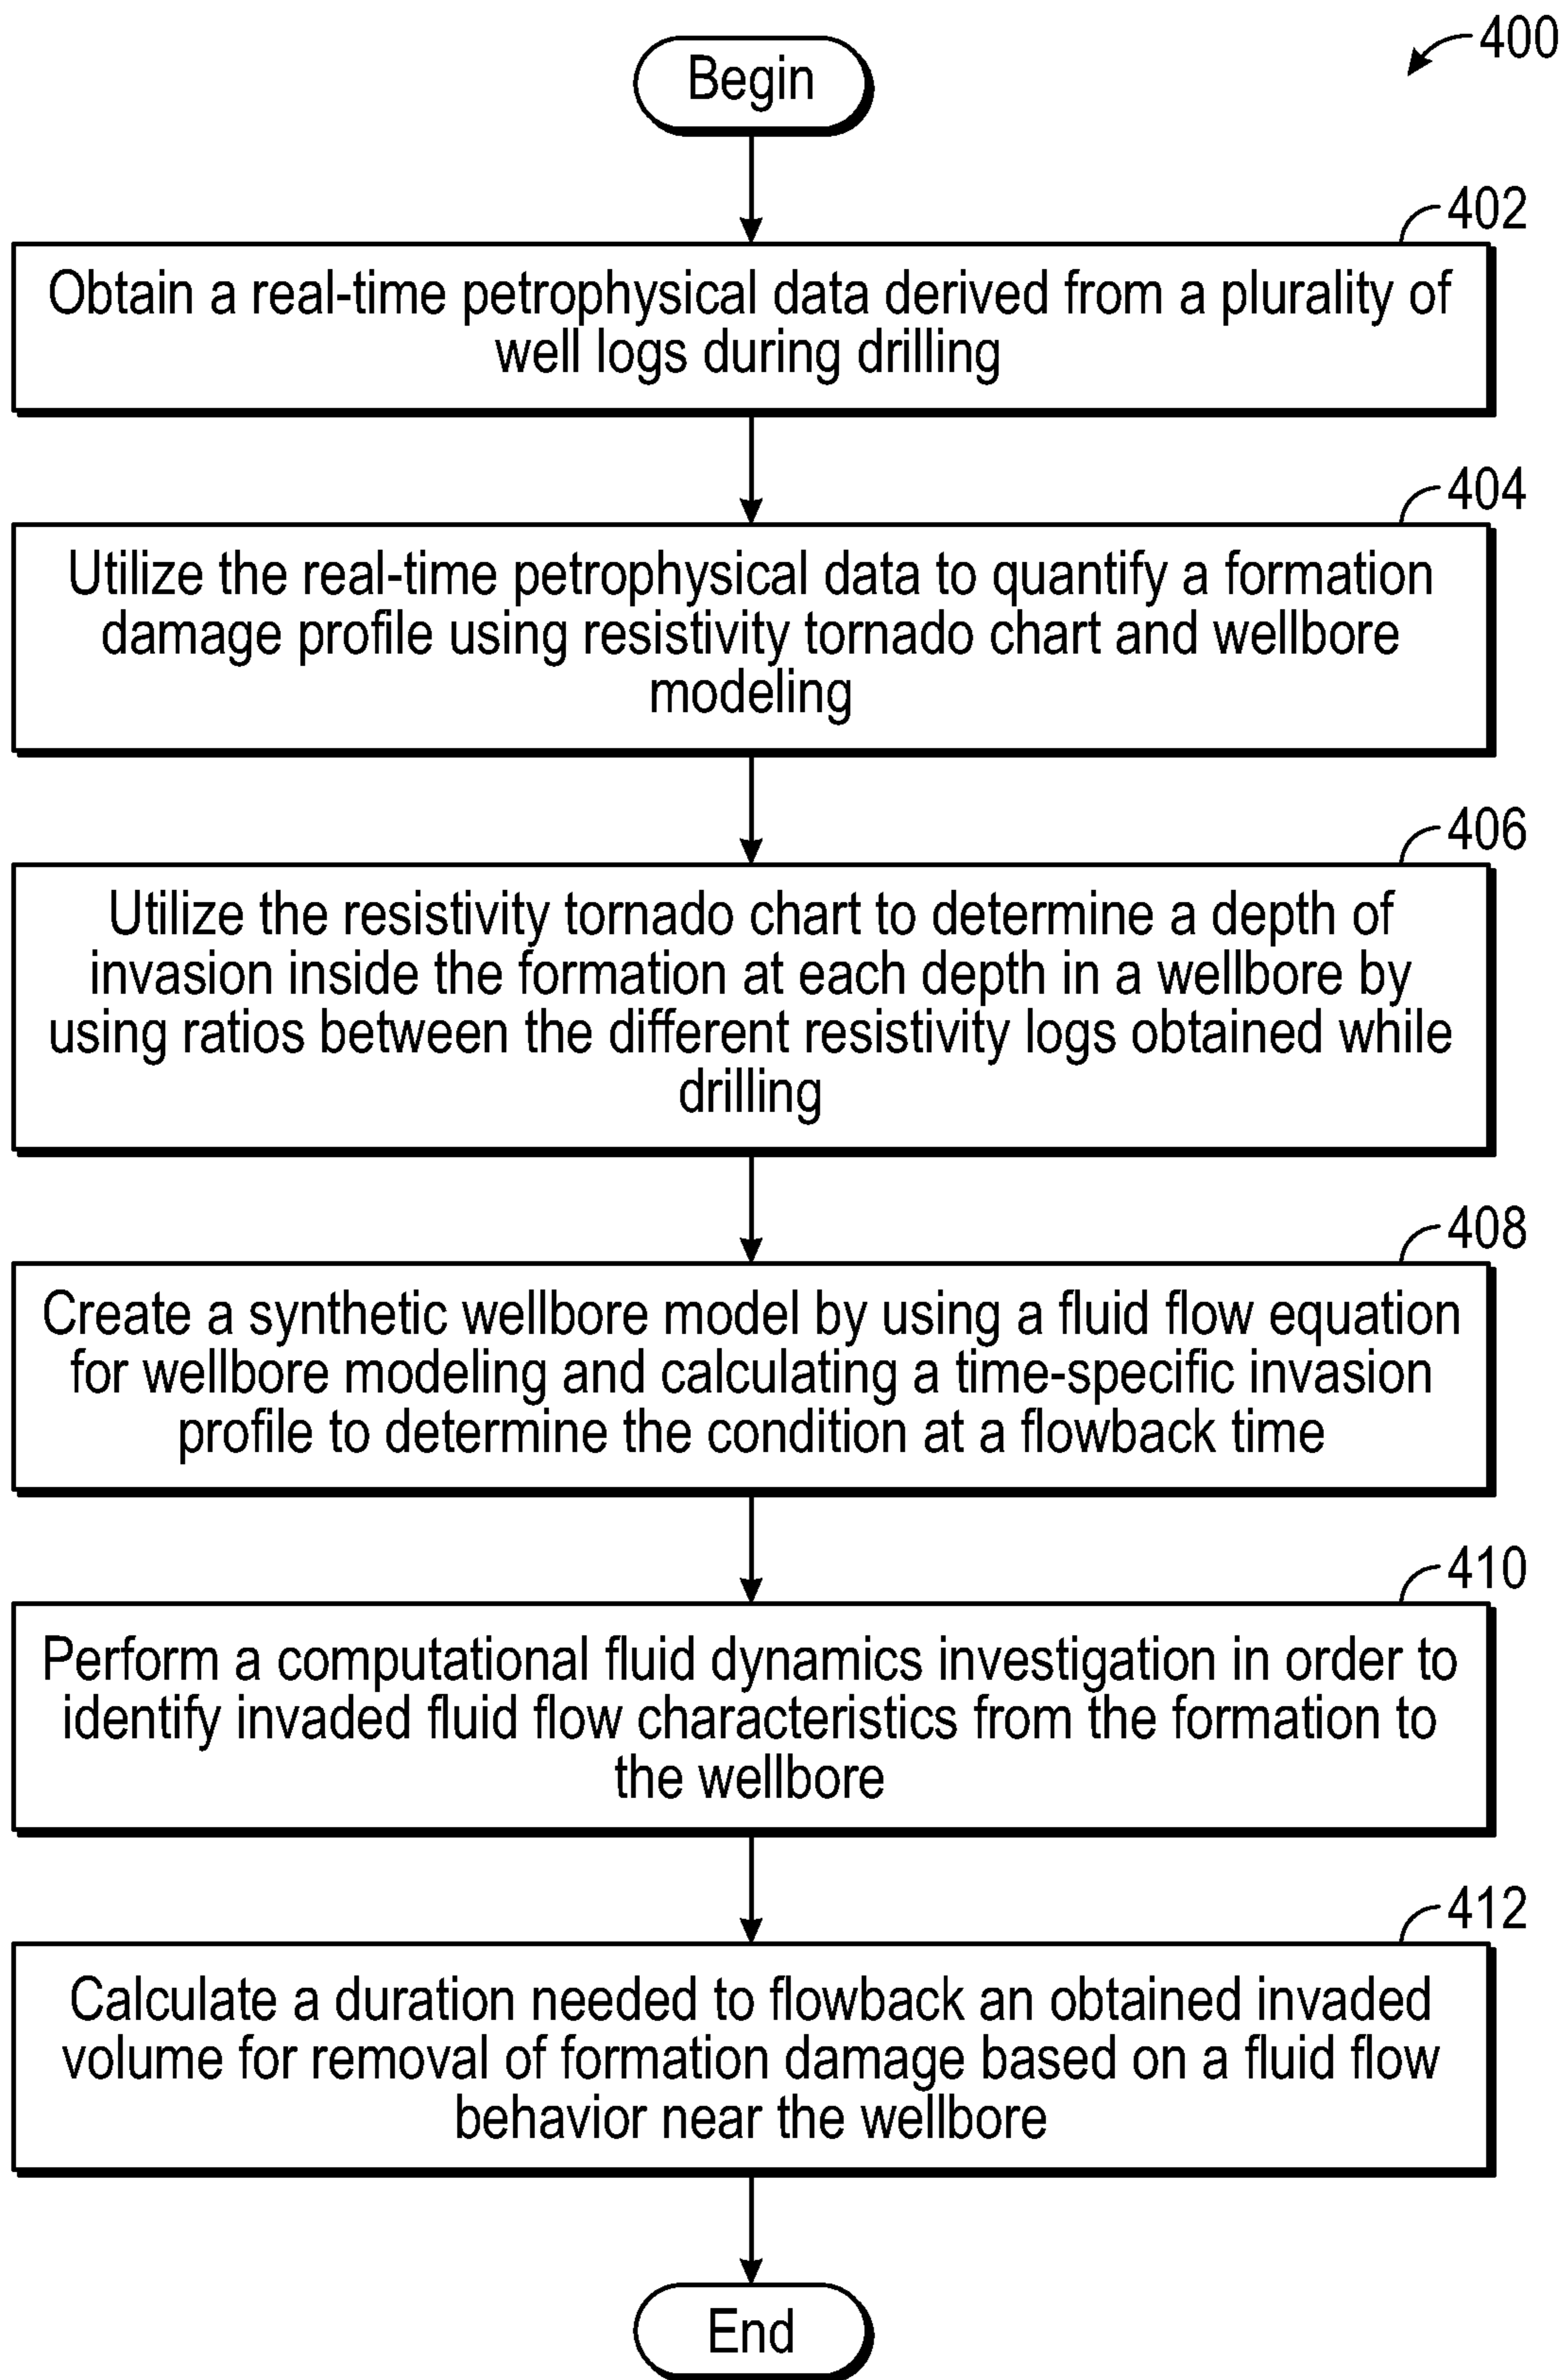 400
Begin
402
Obtain a real-time petrophysical data derived from a plurality of
well logs during drilling
404
Utilize the real-time petrophysical data to quantify a formation
damage profile using resistivity tornado chart and wellbore
modeling
406
Utilize the resistivity tornado chart to determine a depth of
invasion inside the formation at each depth in a wellbore by
using ratios between the different resistivity logs obtained while
drilling
408
Create a synthetic wellbore model by using a fluid flow equation
for wellbore modeling and calculating a time-specific invasion
profile to determine the condition at a flowback time
410
Perform a computational fluid dynamics investigation in order to
identify invaded fluid flow characteristics from the formation to
the wellbore
412
Calculate a duration needed to flowback an obtained invaded
volume for removal of formation damage based on a fluid flow
behavior near the wellbore
End